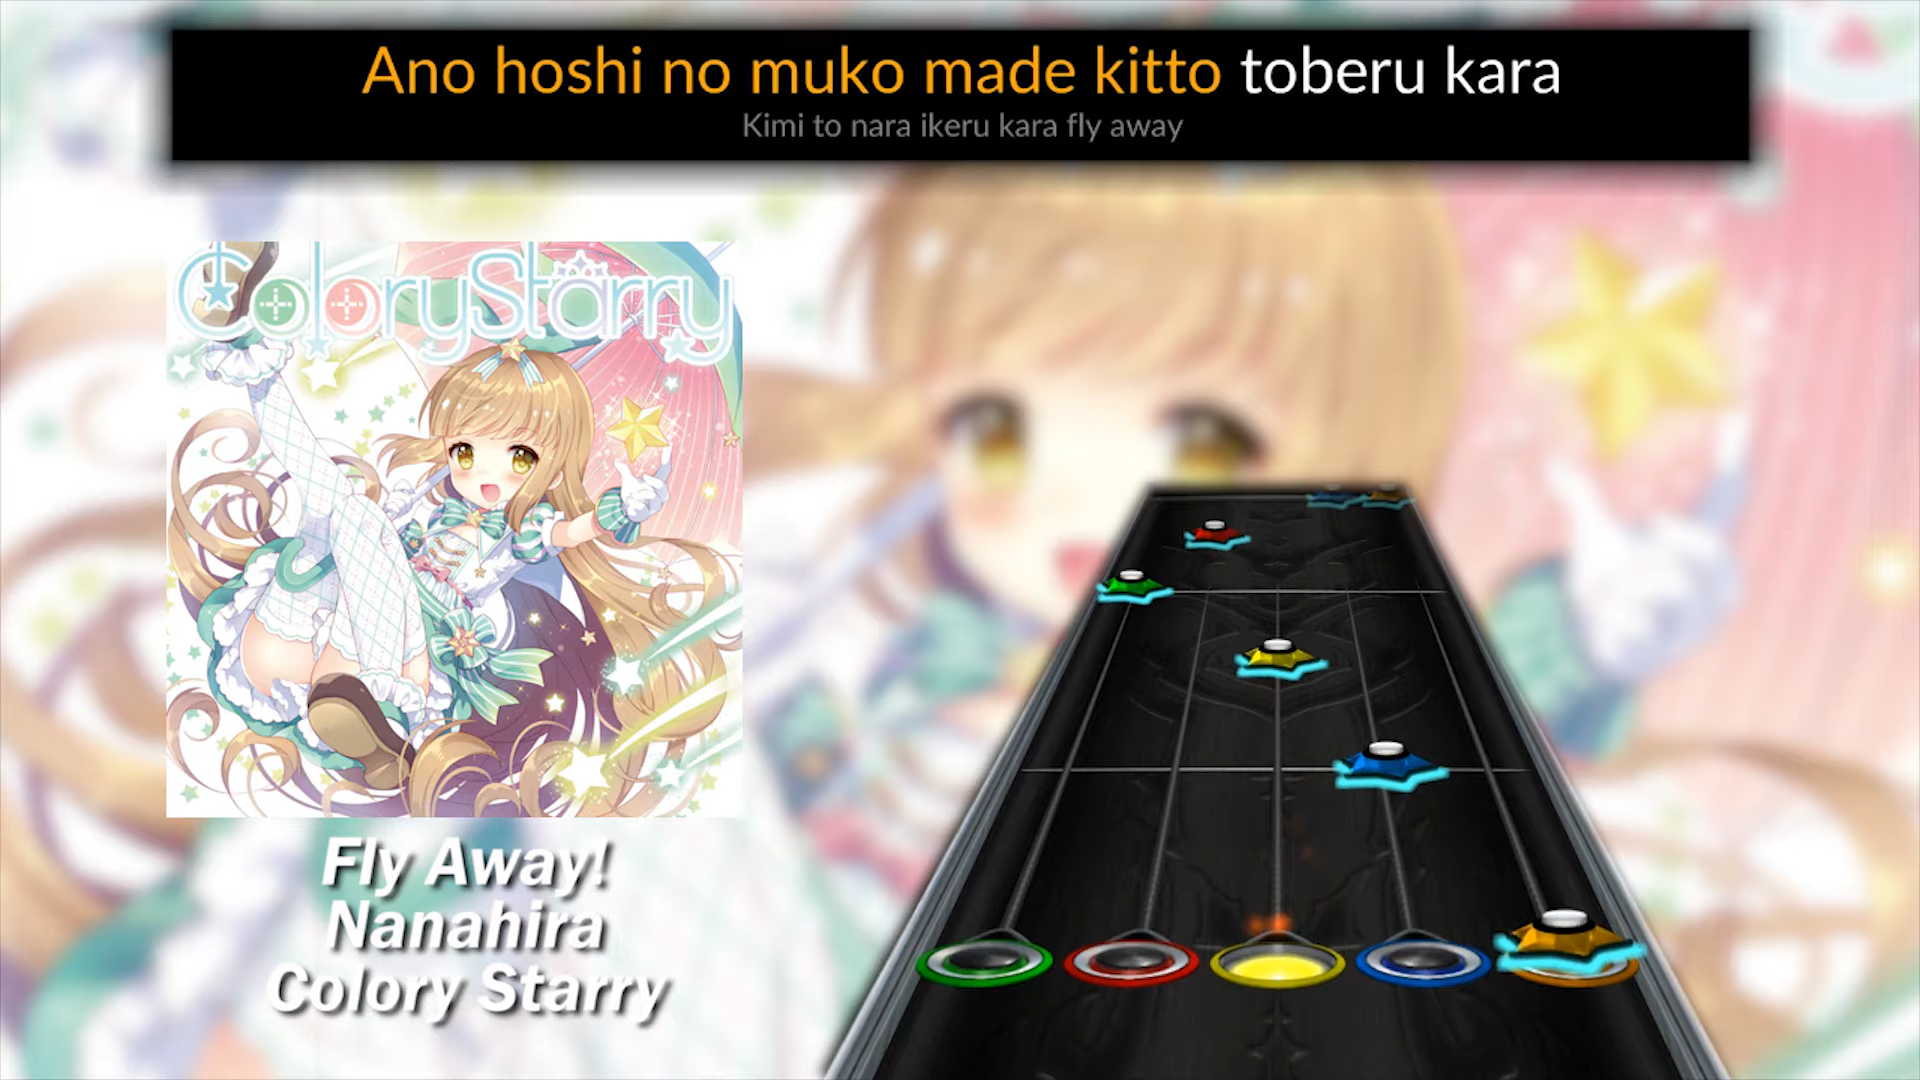 Ano hoshi no muko made kitto toberu kara
Kimi to nara ikeru kara fly away
ColoryStarry
Fly Away!
Nanahira
Colory Starry